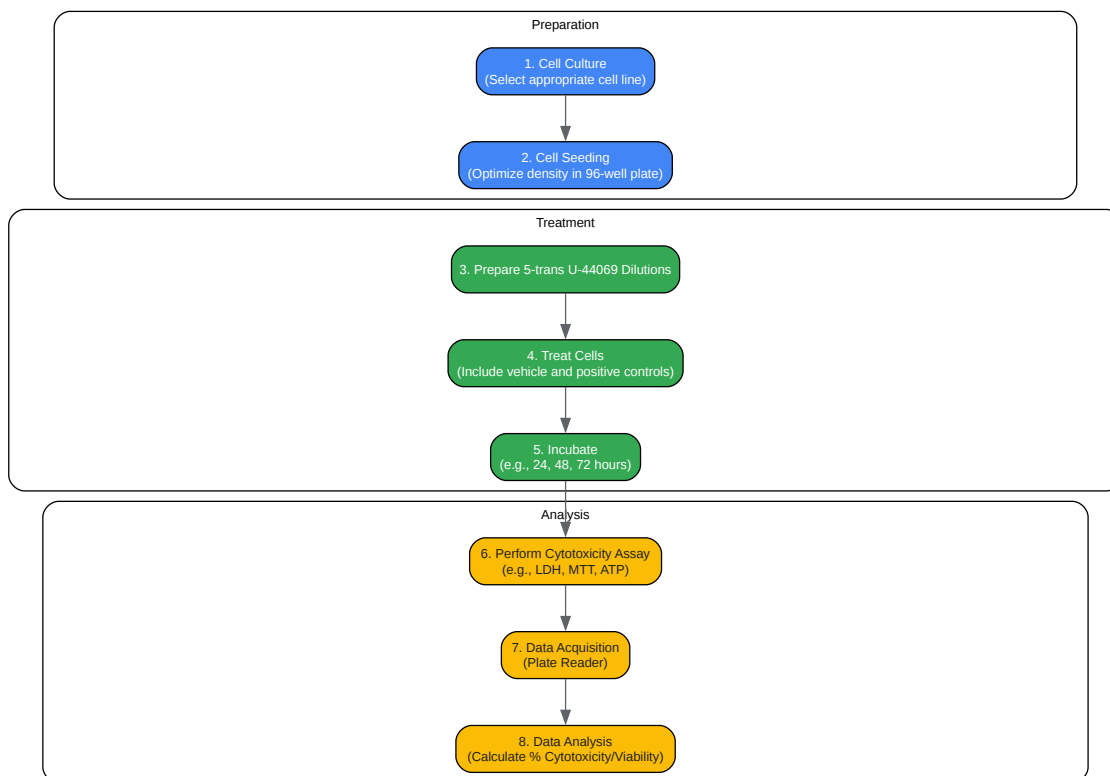 Preparation
1. Cell Culture
(Select appropriate cell line)
2. Cell Seeding
(Optimize density in 96-well plate)
Treatment
3. Prepare 5-trans U-44069 Dilutions
4. Treat Cells
(Include vehicle and positive controls)
5. Incubate
(e.g., 24, 48, 72 hours)
Analysis
6. Perform Cytotoxicity Assay
(e.g., LDH, MTT, ATP)
7. Data Acquisition
(Plate Reader)
8. Data Analysis
(Calculate % Cytotoxicity/Viability)